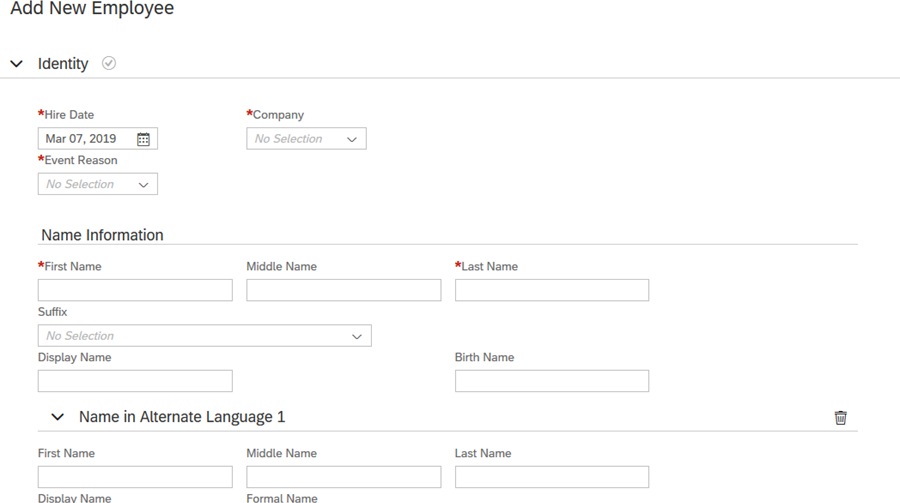 Add New Employee
Identity
*Hire Date *Company
Mar 07, 2019 No Selection
*Event Reason
No Selection
Name Information
*First Name Middle Name *Last Name
Suffix
No Selection
Display Name Birth Name
Name in Alternate Language 1
First Name Middle Name Last Name
Display Name Formal Name